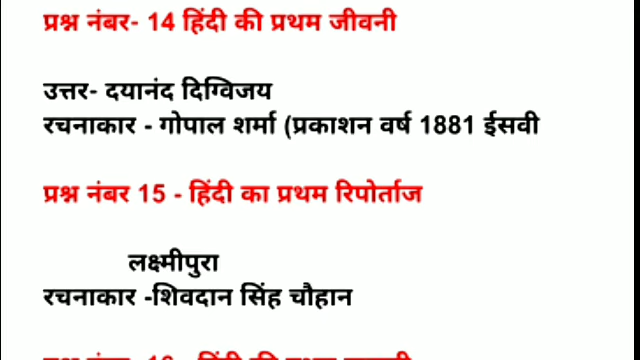 प्रश्न नंबर- 14 हिंदी की प्रथम जीवनी
उत्तर- दयानंद दिग्विजय
रचनाकार - गोपाल शर्मा (प्रकाशन वर्ष 1881 ईसवी
प्रश्न नंबर 15 - हिंदी का प्रथम रिपोर्ताज
लक्ष्मीपुरा
रचनाकार -शिवदान सिंह चौहान